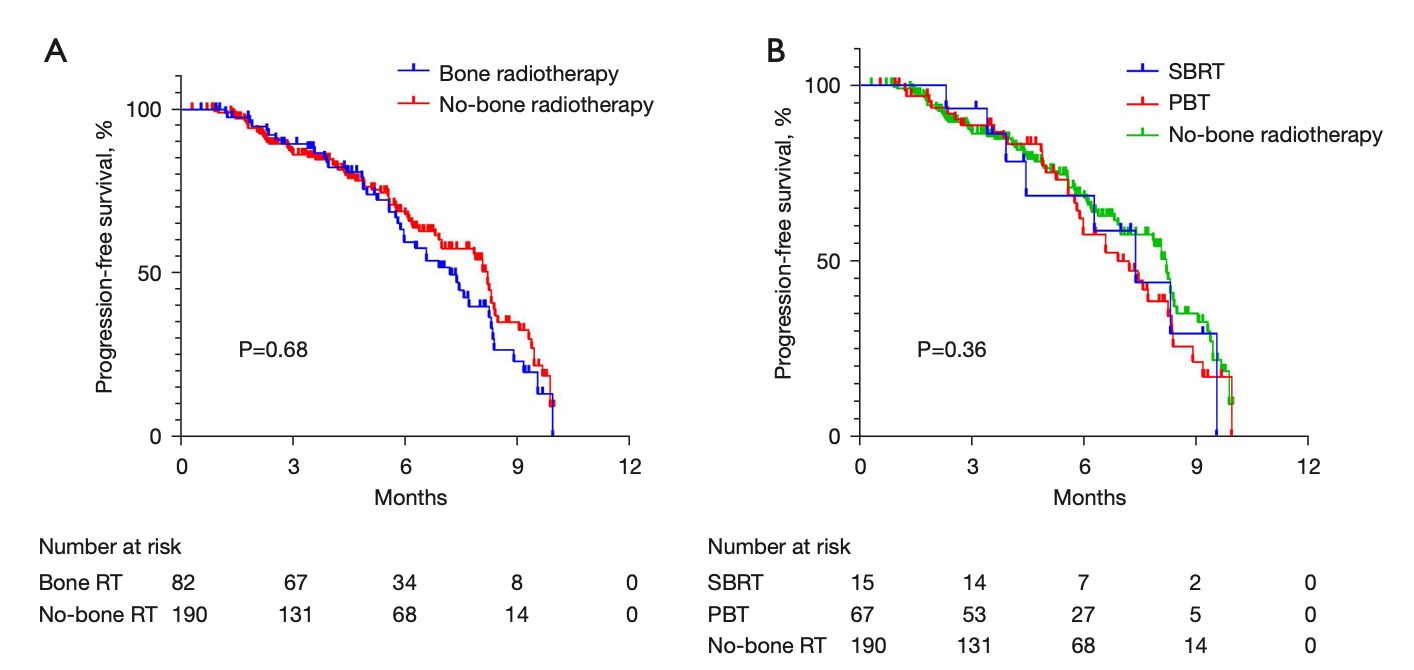 A
Bone radiotherapy
No-bone radiotherapy
100
50
0
Progression-free survival, %
P=0.68
0 3 6 9 12
Months
Number at risk
Bone RT 82 67 34 8 0
No-bone RT 190 131 68 14 0
B
SBRT
PBT
No-bone radiotherapy
100
50
0
Progression-free survival, %
P=0.36
0 3 6 9 12
Months
Number at risk
SBRT 15 14 7 2 0
PBT 67 53 27 5 0
No-bone RT 190 131 68 14 0